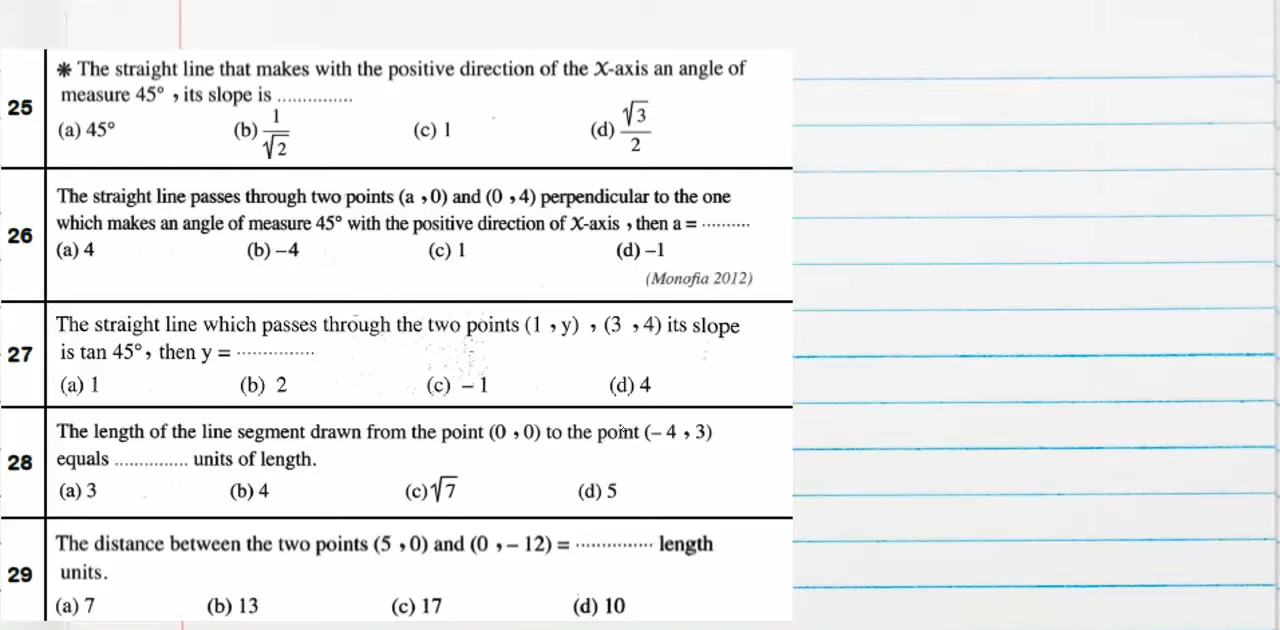 25
✻ The straight line that makes with the positive direction of the X-axis an angle of
measure 45° , its slope is ...............
(a) 45° (b) 1/√2 (c) 1 (d) √3/2
26
The straight line passes through two points (a , 0) and (0 , 4) perpendicular to the one
which makes an angle of measure 45° with the positive direction of X-axis , then a = ..........
(a) 4 (b) −4 (c) 1 (d) −1
(Monofia 2012)
27
The straight line which passes through the two points (1 , y) , (3 , 4) its slope
is tan 45° , then y = ...............
(a) 1 (b) 2 (c) − 1 (d) 4
28
The length of the line segment drawn from the point (0 , 0) to the point (− 4 , 3)
equals ............... units of length.
(a) 3 (b) 4 (c) √7 (d) 5
29
The distance between the two points (5 , 0) and (0 , − 12) = ............... length
units.
(a) 7 (b) 13 (c) 17 (d) 10